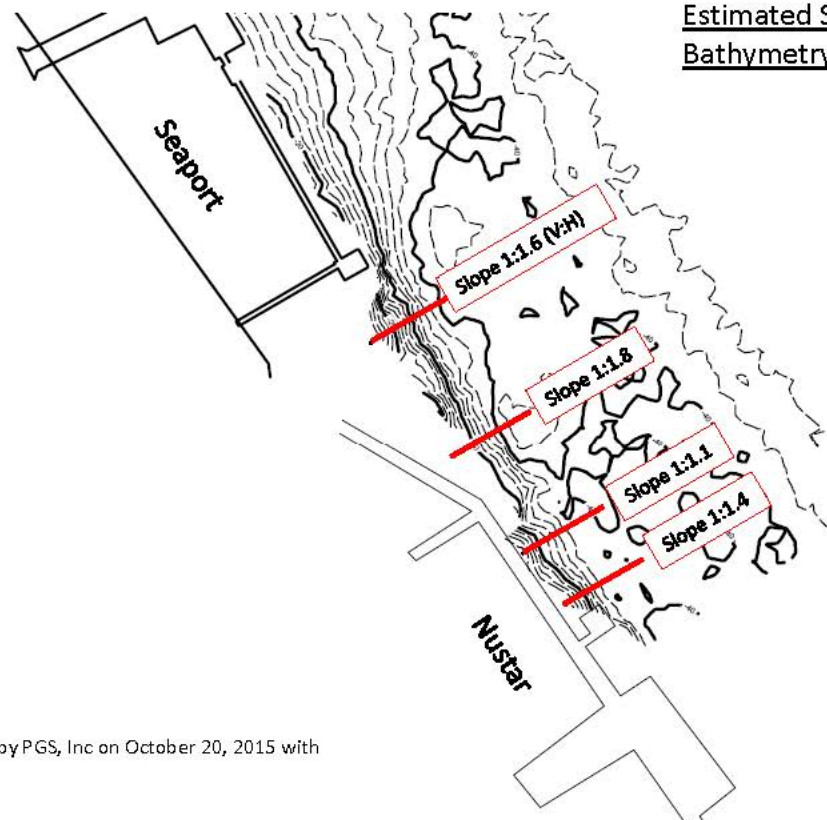 Estimated S
Bathymetry
Seaport
Slope 1:1.6 (V:H)
Slope 1:1.8
Slope 1:1.1
Slope 1:1.4
Nustar
by PGS, Inc on October 20, 2015 with